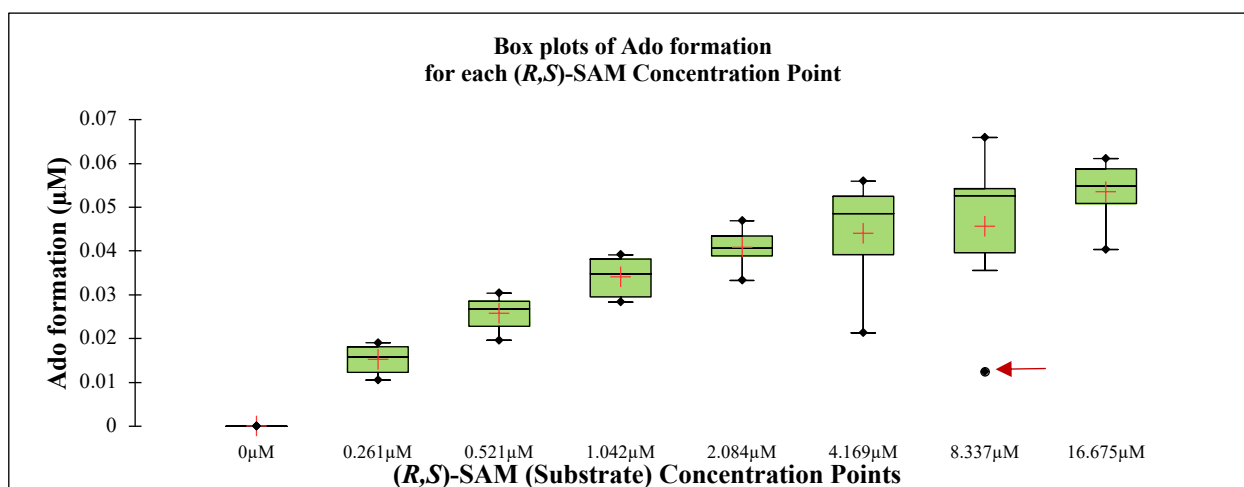 Box plots of Ado formation
for each (R,S)-SAM Concentration Point
Ado formation (µM)
0.07
0.06
0.05
0.04
0.03
0.02
0.01
0
0µM
0.261µM
0.521µM
1.042µM
2.084µM
4.169µM
8.337µM
16.675µM
(R,S)-SAM (Substrate) Concentration Points